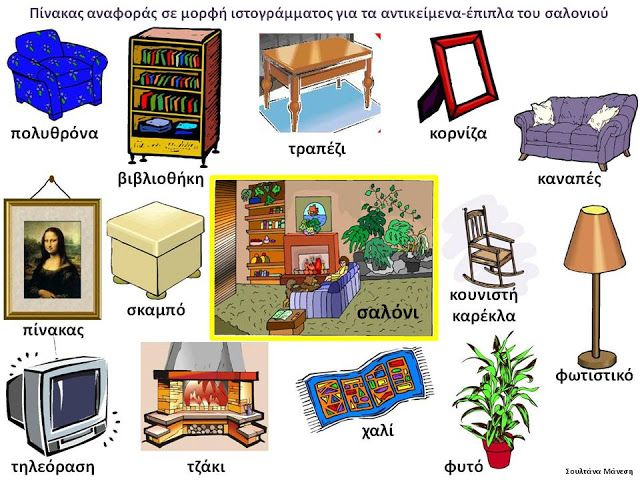 Πίνακας αναφοράς σε μορφή ιστογράμματος για τα αντικείμενα-έπιπλα του σαλονιού
πολυθρόνα
βιβλιοθήκη
τραπέζι
κορνίζα
καναπές
πίνακας
σκαμπό
σαλόνι
κουνιστή
καρέκλα
φωτιστικό
τηλεόραση
τζάκι
χαλί
φυτό
Σουλτάνα Μάνεση